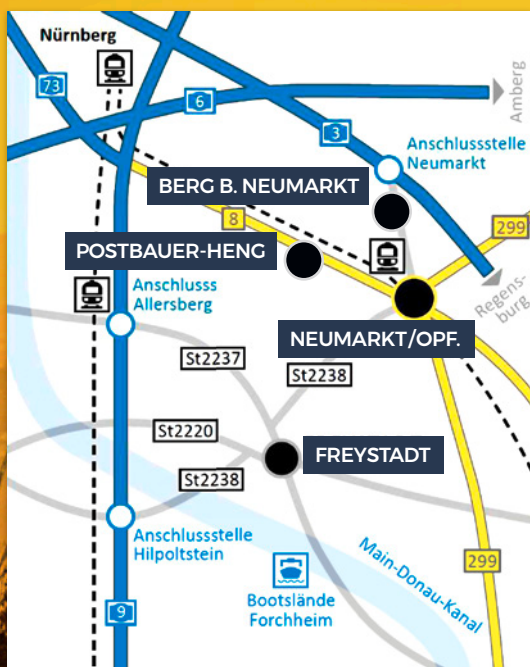 Nürnberg
73
6
Amberg
3
Anschlussstelle
Neumarkt
BERG B. NEUMARKT
8
299
POSTBAUER-HENG
Regens-
burg
Anschlusss
Allersberg
NEUMARKT/OPF.
St2237
St2238
St2220
FREYSTADT
St2238
Anschlussstelle
Hilpoltstein
Main-Donau-Kanal
299
Bootslände
Forchheim
9